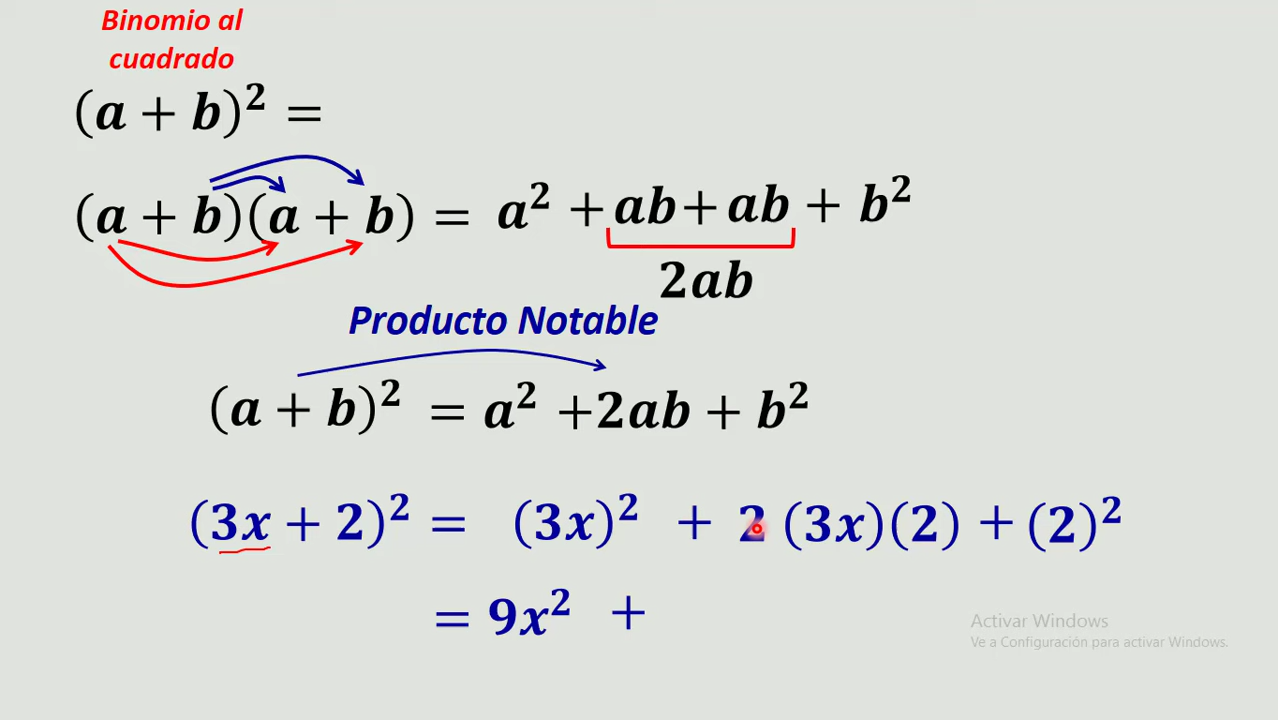 Binomio al
cuadrado
(a + b)² =
(a + b)(a + b) = a² + ab + ab + b²
2ab
Producto Notable
(a + b)² = a² +2ab + b²
(3x + 2)² = (3x)² + 2 (3x)(2) + (2)²
= 9x² +
Activar Windows
Ve a Configuración para activar Windows.